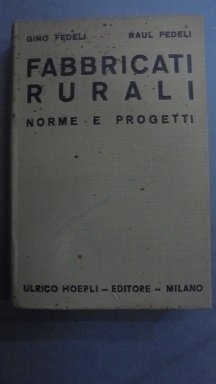 GINO FEDELI RAUL FEDELI
FABBRICATI
RURALI
NORME E PROGETTI
ULRICO HOEPLI - EDITORE - MILANO